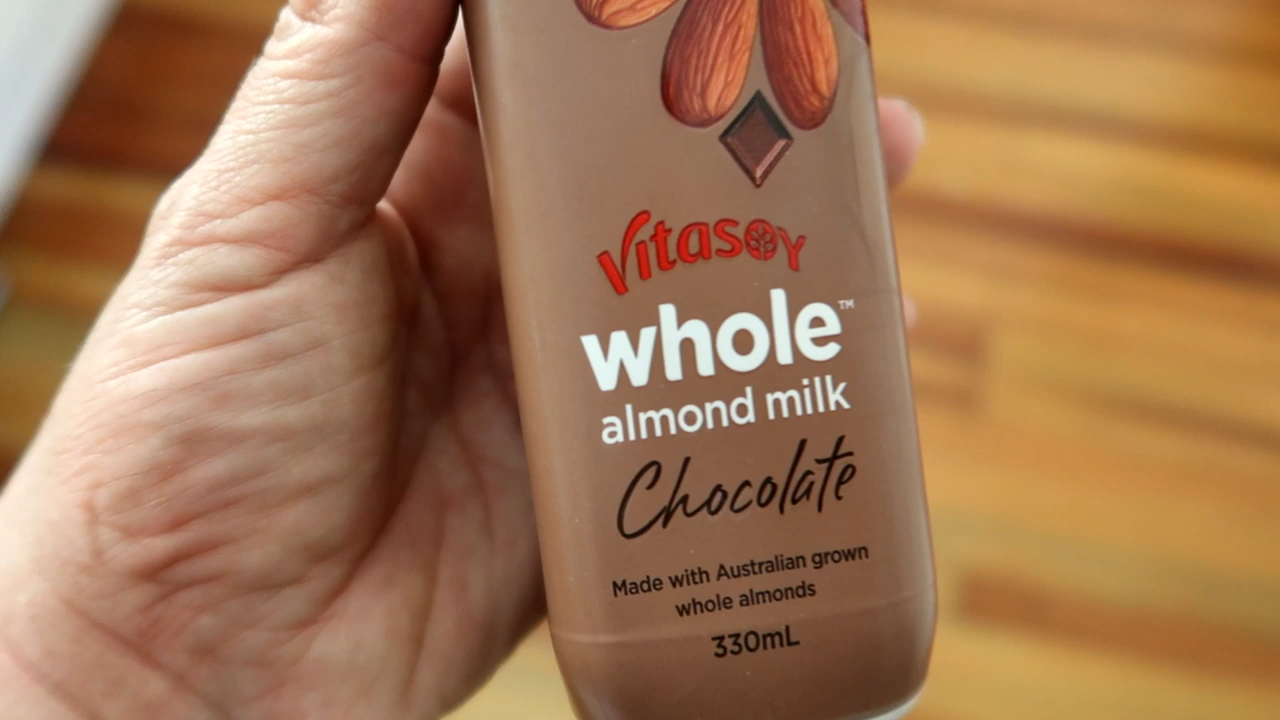 Vitasoy
whole™
almond milk
Chocolate
Made with Australian grown
whole almonds
330mL